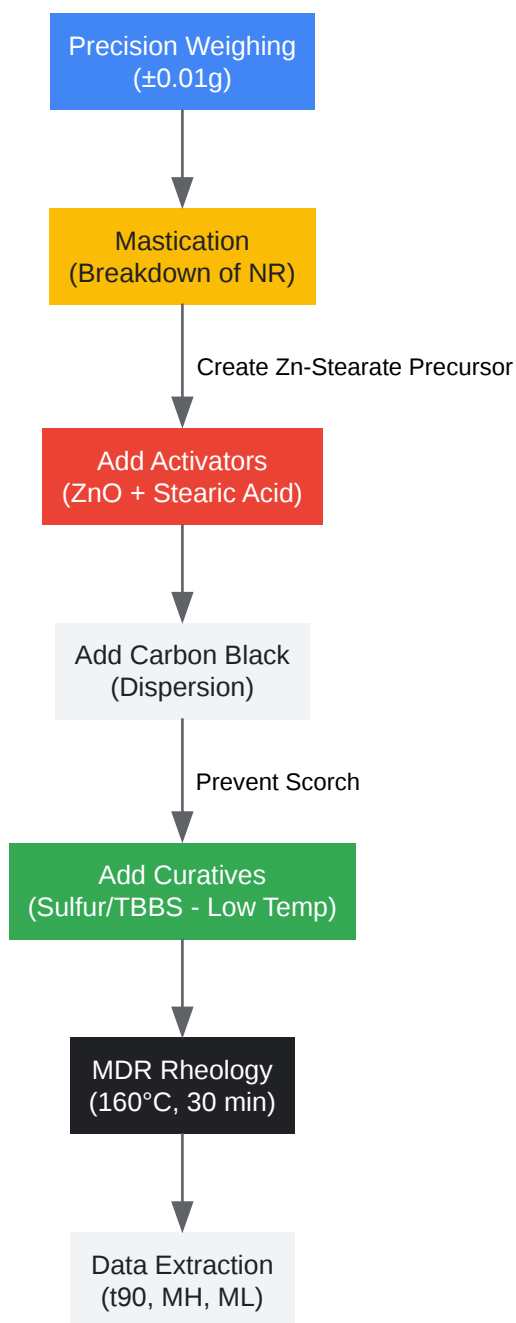 Precision Weighing
(±0.01g)
Mastication
(Breakdown of NR)
Create Zn-Stearate Precursor
Add Activators
(ZnO + Stearic Acid)
Add Carbon Black
(Dispersion)
Prevent Scorch
Add Curatives
(Sulfur/TBBS - Low Temp)
MDR Rheology
(160°C, 30 min)
Data Extraction
(t90, MH, ML)